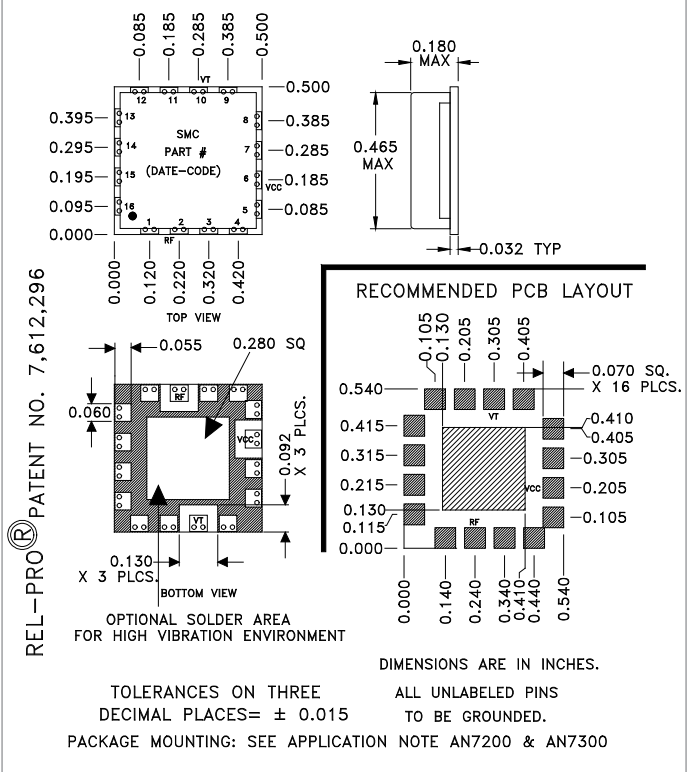 0.085
0.185
0.285
0.385
0.500
VT
12
11
10
9
0.500
0.395
13
8
0.385
0.295
14
SMC
PART #
(DATE-CODE)
7
0.285
0.195
15
6
VCC
0.185
0.095
16
5
0.085
0.000
1
2
3
4
RF
0.000
0.120
0.220
0.320
0.420
TOP VIEW
0.180
MAX
0.465
MAX
0.032 TYP
REL-PRO® PATENT NO. 7,612,296
0.055
0.280 SQ
0.060
RF
VCC
VT
0.092
X 3 PLCS.
0.130
X 3 PLCS.
BOTTOM VIEW
OPTIONAL SOLDER AREA
FOR HIGH VIBRATION ENVIRONMENT
RECOMMENDED PCB LAYOUT
0.105
0.130
0.205
0.305
0.405
0.070 SQ.
X 16 PLCS.
0.540
VT
0.415
0.410
0.405
0.315
0.305
0.215
VCC
0.205
0.130
0.115
0.105
RF
0.000
0.000
0.140
0.240
0.340
0.410
0.440
0.540
DIMENSIONS ARE IN INCHES.
TOLERANCES ON THREE
DECIMAL PLACES= ± 0.015
ALL UNLABELED PINS
TO BE GROUNDED.
PACKAGE MOUNTING: SEE APPLICATION NOTE AN7200 & AN7300